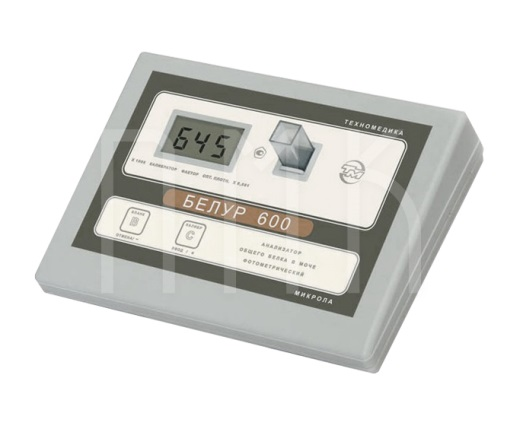 ТЕХНОМЕДИКА
645
БЕЛУР 600
B
C
АНАЛИЗАТОР
ОБЩЕГО БЕЛКА В МОЧЕ
ФОТОМЕТРИЧЕСКИЙ
МИКРОЛА